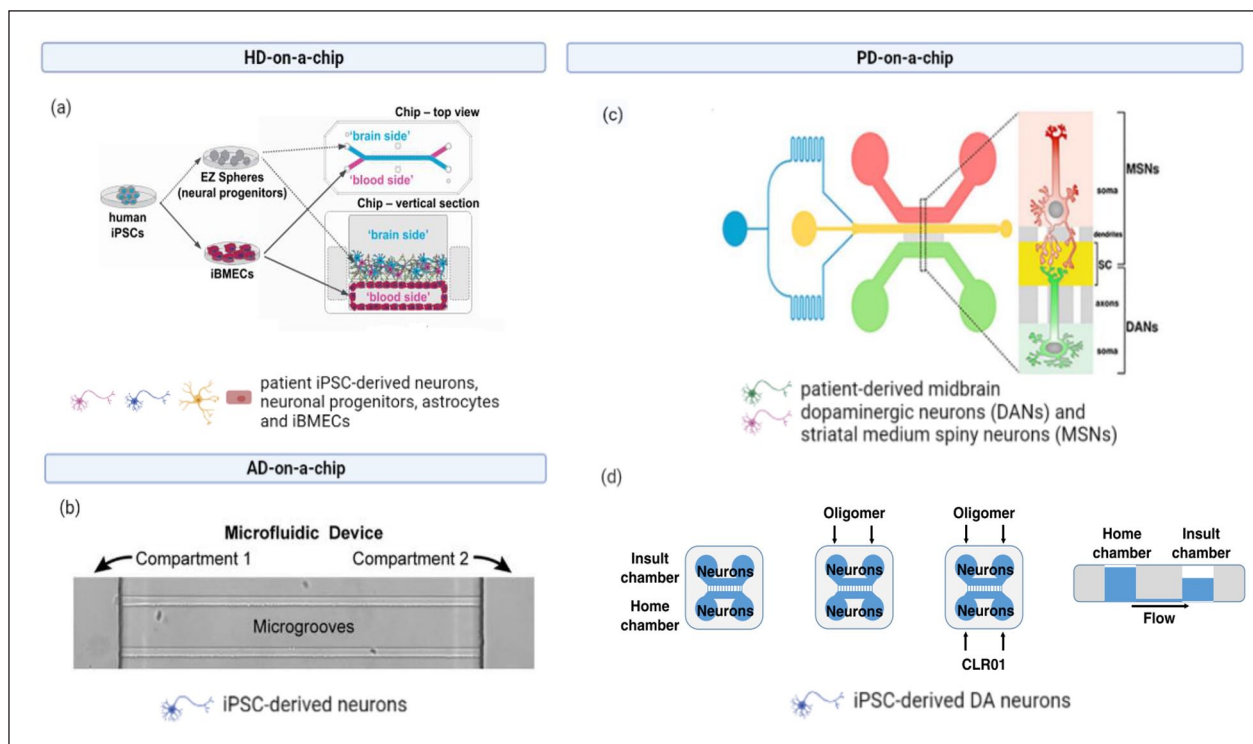 HD-on-a-chip
(a)
Chip – top view
'brain side'
'blood side'
EZ Spheres
(neural progenitors)
human
iPSCs
iBMECs
Chip – vertical section
'brain side'
'blood side'
patient iPSC-derived neurons,
neuronal progenitors, astrocytes
and iBMECs
AD-on-a-chip
(b)
Microfluidic Device
Compartment 1
Compartment 2
Microgrooves
iPSC-derived neurons
PD-on-a-chip
(c)
MSNs
soma
dendrites
SC
axons
DANs
soma
patient-derived midbrain
dopaminergic neurons (DANs) and
striatal medium spiny neurons (MSNs)
(d)
Insult
chamber
Home
chamber
Neurons
Neurons
Oligomer
Neurons
Neurons
Oligomer
Neurons
Neurons
CLR01
Home
chamber
Insult
chamber
Flow
iPSC-derived DA neurons